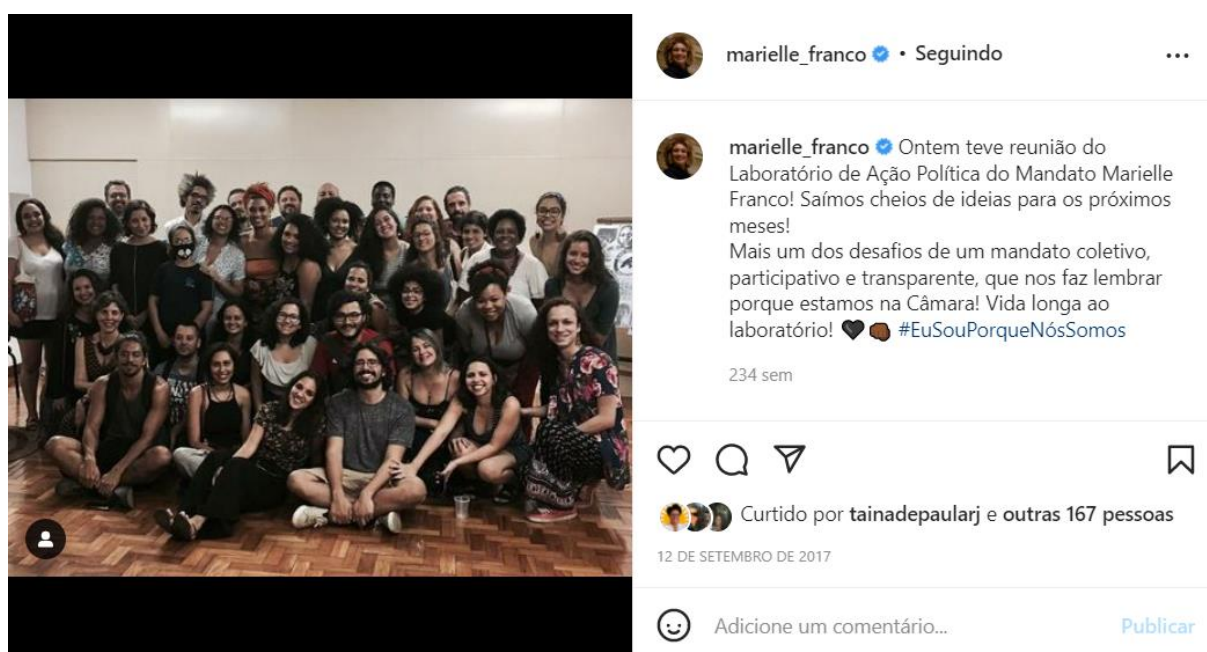 marielle_franco • Seguindo
marielle_franco Ontem teve reunião do
Laboratório de Ação Política do Mandato Marielle
Franco! Saímos cheios de ideias para os próximos
meses!
Mais um dos desafios de um mandato coletivo,
participativo e transparente, que nos faz lembrar
porque estamos na Câmara! Vida longa ao
laboratório! 🖤✊🏾 #EuSouPorqueNósSomos
234 sem
Curtido por tainadepaularj e outras 167 pessoas
12 DE SETEMBRO DE 2017
Adicione um comentário...
Publicar